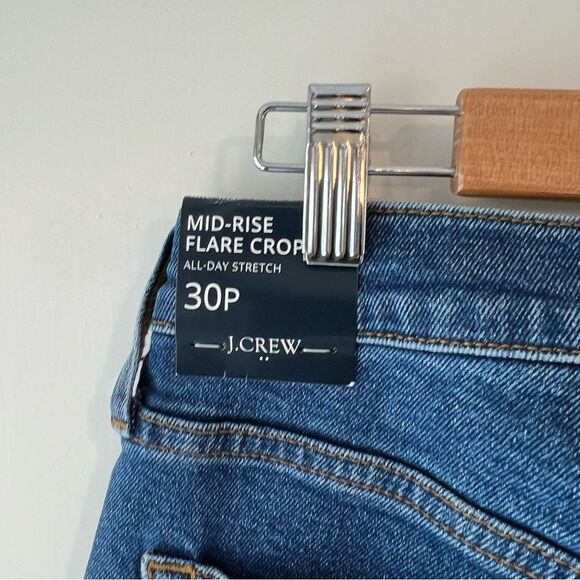 MID-RISE
FLARE CROP
ALL-DAY STRETCH
30P
J.CREW